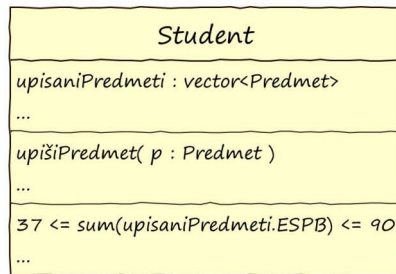 Student
upisaniPredmeti : vector<Predmet>
...
upišiPredmet( p : Predmet )
...
37 <= sum(upisaniPredmeti.ESPB) <= 90
...